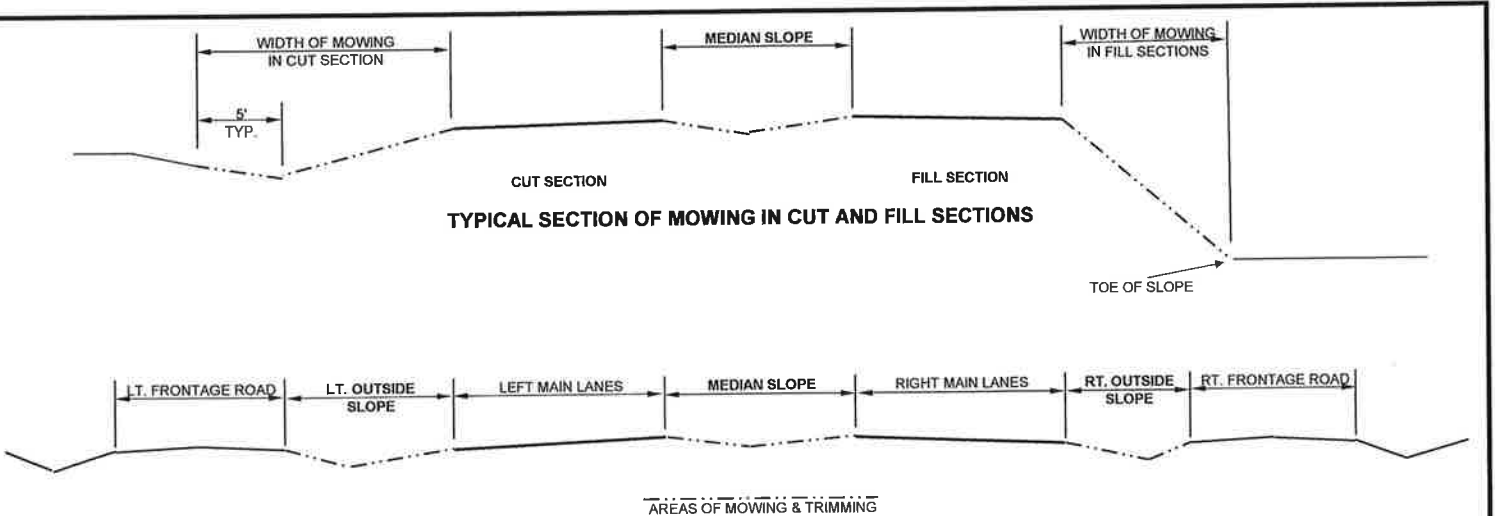 WIDTH OF MOWING
IN CUT SECTION
MEDIAN SLOPE
WIDTH OF MOWING
IN FILL SECTIONS
5'
TYP.
CUT SECTION
FILL SECTION
TYPICAL SECTION OF MOWING IN CUT AND FILL SECTIONS
TOE OF SLOPE
LT. FRONTAGE ROAD
LT. OUTSIDE
SLOPE
LEFT MAIN LANES
MEDIAN SLOPE
RIGHT MAIN LANES
RT. OUTSIDE
SLOPE
RT. FRONTAGE ROAD
AREAS OF MOWING & TRIMMING